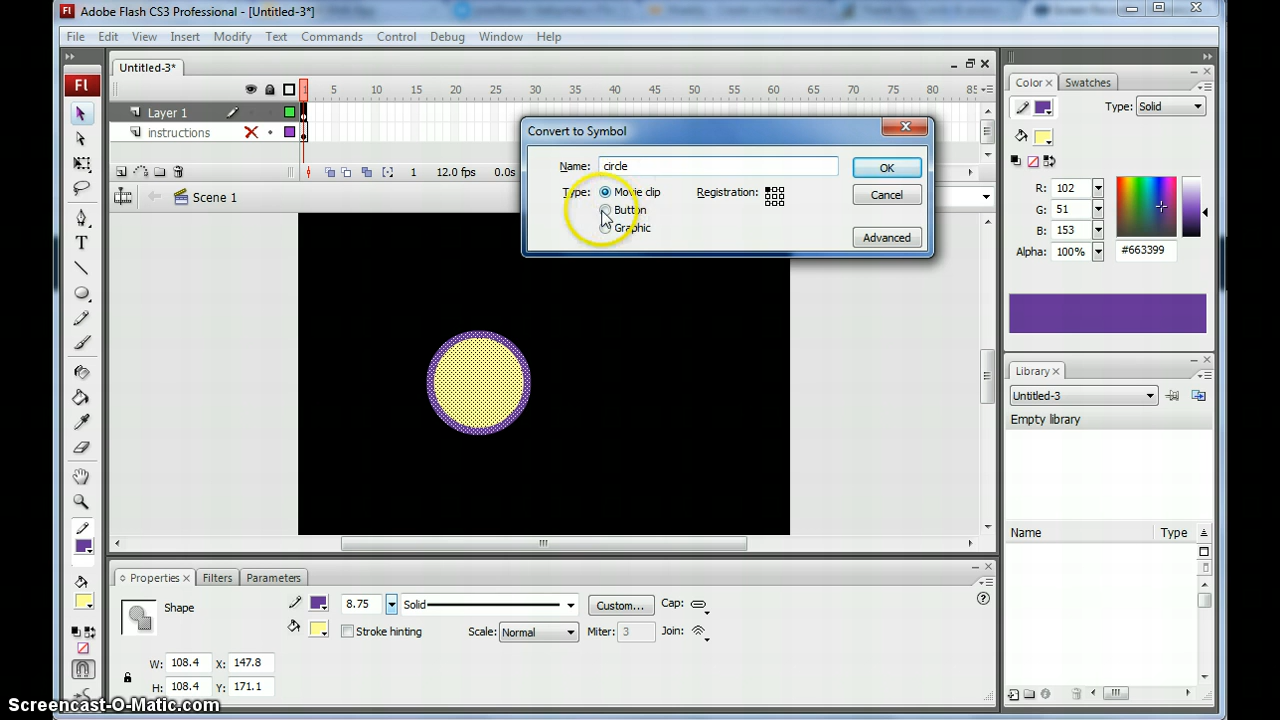 Adobe Flash CS3 Professional - [Untitled-3*]
File Edit View Insert Modify Text Commands Control Debug Window Help
Untitled-3*
1 5 10 15 20 25 30 35 40 45 50 55 60 65 70 75 80
Layer 1
instructions
1 12.0 fps 0.0s
Scene 1
Convert to Symbol
Name: circle
OK
Type: Movie clip
Registration:
Button
Cancel
Graphic
Advanced
Color Swatches
Type: Solid
R: 102
G: 51
B: 153
Alpha: 100%
#663399
Library
Untitled-3
Empty library
Name Type
Properties Filters Parameters
Shape
8.75 Solid Custom... Cap:
Stroke hinting Scale: Normal Miter: 3 Join:
W: 108.4 X: 147.8
H: 108.4 Y: 171.1
Screencast-O-Matic.com